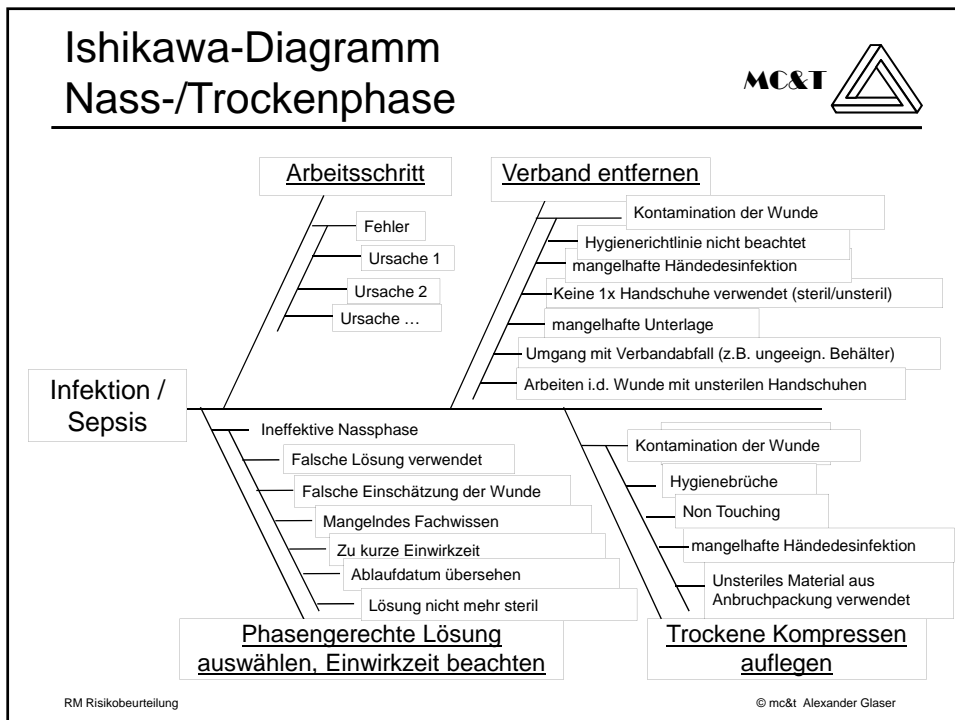 Ishikawa-Diagramm
Nass-/Trockenphase
MC&T
Arbeitsschritt
Fehler
Ursache 1
Ursache 2
Ursache …
Verband entfernen
Kontamination der Wunde
Hygienerichtlinie nicht beachtet
mangelhafte Händedesinfektion
Keine 1x Handschuhe verwendet (steril/unsteril)
mangelhafte Unterlage
Umgang mit Verbandabfall (z.B. ungeeign. Behälter)
Arbeiten i.d. Wunde mit unsterilen Handschuhen
Infektion /
Sepsis
Ineffektive Nassphase
Falsche Lösung verwendet
Falsche Einschätzung der Wunde
Mangelndes Fachwissen
Zu kurze Einwirkzeit
Ablaufdatum übersehen
Lösung nicht mehr steril
Phasengerechte Lösung
auswählen, Einwirkzeit beachten
Kontamination der Wunde
Hygienebrüche
Non Touching
mangelhafte Händedesinfektion
Unsteriles Material aus
Anbruchpackung verwendet
Trockene Kompressen
auflegen
RM Risikobeurteilung
© mc&t Alexander Glaser